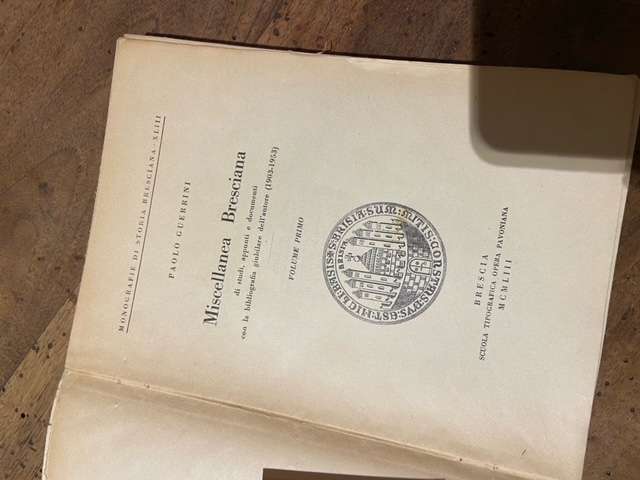 MONOGRAFIE DI STORIA BRESCIANA - XLIII
PAOLO GUERRINI
Miscellanea Bresciana
di studi, appunti e documenti
con la bibliografia giubilare dell'autore (1903-1953)
VOLUME PRIMO
BRIXIA
BRESCIA
SCUOLA TIPOGRAFICA OPERA PAVONIANA
MCMLIII